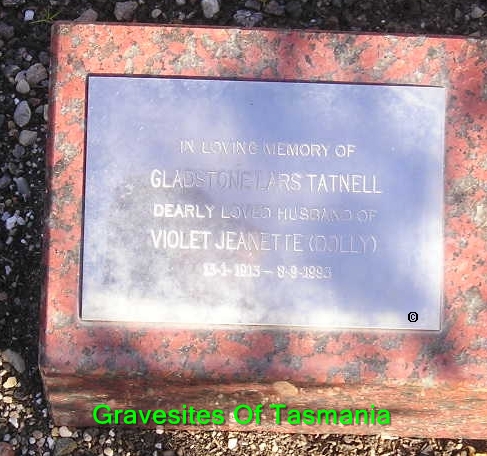 IN LOVING MEMORY OF
GLADSTONE LARS TATNELL
DEARLY LOVED HUSBAND OF
VIOLET JEANETTE (DOLLY)
13-1-1913 – 8-9-1993
©
Gravesites Of Tasmania